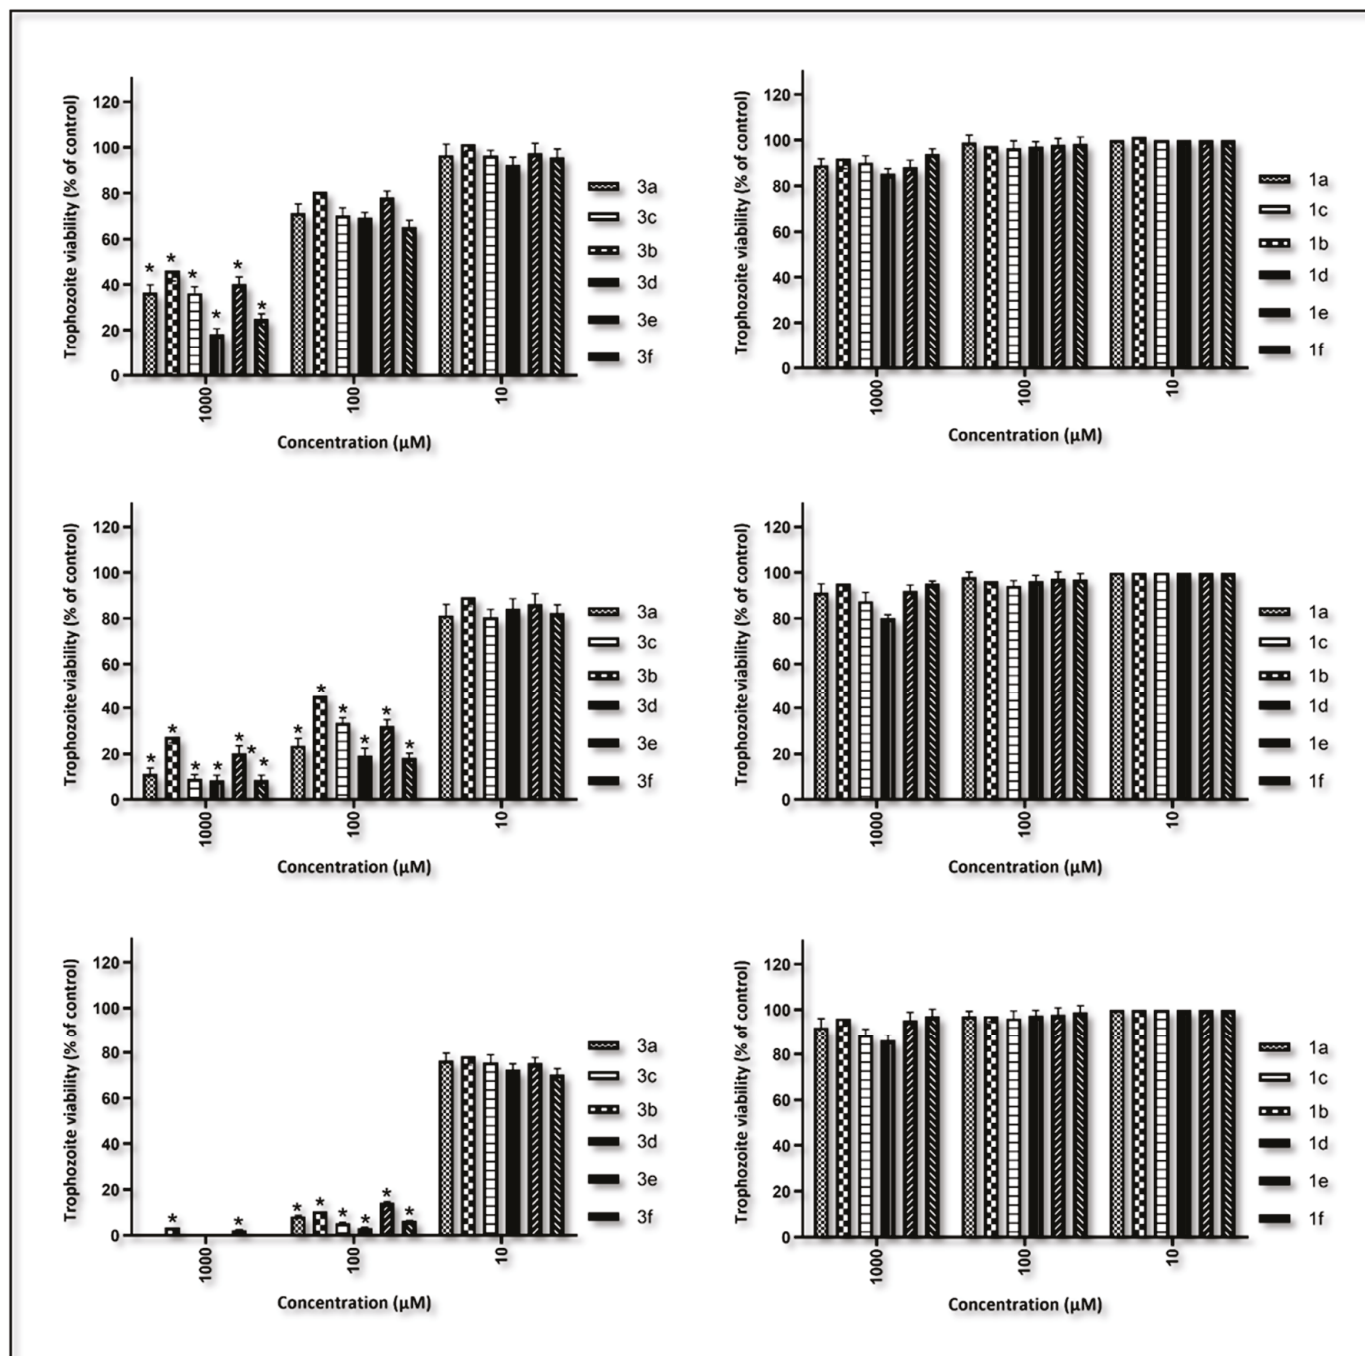 Trophozoite viability (% of control)
120
100
80
60
40
20
0
* * * * * *
1000
100
10
Concentration (µM)
3a
3c
3b
3d
3e
3f
Trophozoite viability (% of control)
120
100
80
60
40
20
0
1000
100
10
Concentration (µM)
1a
1c
1b
1d
1e
1f
Trophozoite viability (% of control)
120
100
80
60
40
20
0
* * * * * * *
* * * * * *
1000
100
10
Concentration (µM)
3a
3c
3b
3d
3e
3f
Trophozoite viability (% of control)
120
100
80
60
40
20
0
1000
100
10
Concentration (µM)
1a
1c
1b
1d
1e
1f
Trophozoite viability (% of control)
120
100
80
60
40
20
0
* *
* * * * * *
1000
100
10
Concentration (µM)
3a
3c
3b
3d
3e
3f
Trophozoite viability (% of control)
120
100
80
60
40
20
0
1000
100
10
Concentration (µM)
1a
1c
1b
1d
1e
1f